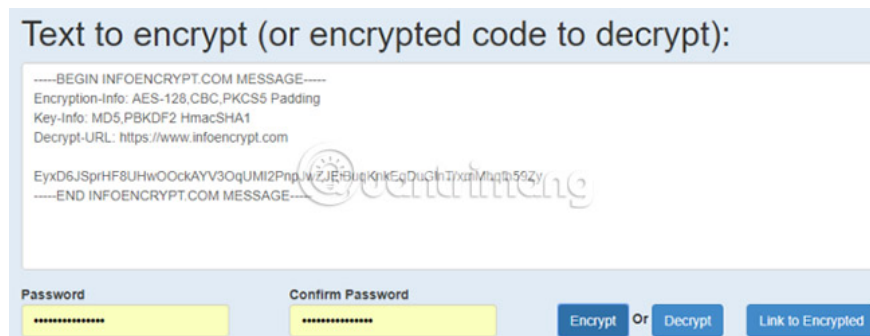 Text to encrypt (or encrypted code to decrypt):
-----BEGIN INFOENCRYPT.COM MESSAGE-----
Encryption-Info: AES-128,CBC,PKCS5 Padding
Key-Info: MD5,PBKDF2 HmacSHA1
Decrypt-URL: https://www.infoencrypt.com
-----END INFOENCRYPT.COM MESSAGE-----
Quantrimang
Password
Confirm Password
Encrypt Or Decrypt Link to Encrypted